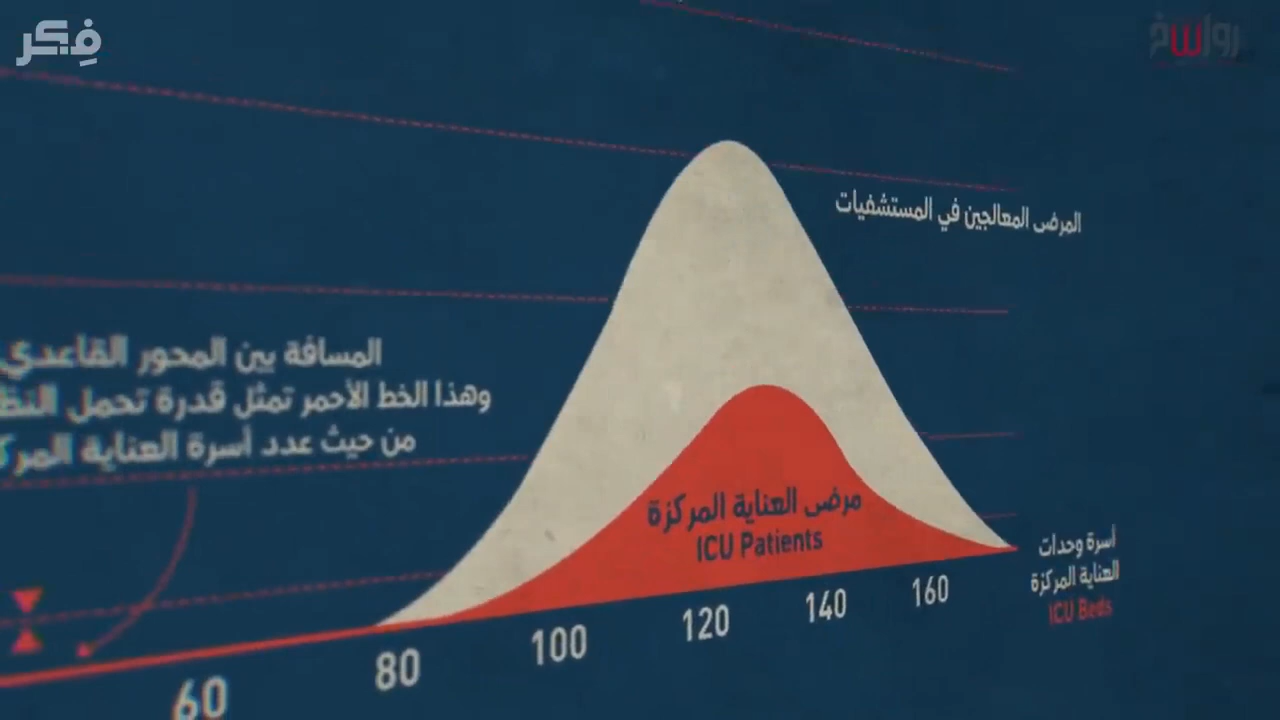 فِكر
رواسخ
المرضى المعالجين في المستشفيات
المسافة بين المحور القاعدي
وهذا الخط الأحمر تمثل قدرة تحمل
من حيث عدد أسرة العناية
مرضى العناية المركزة
ICU Patients
أسرة وحدات
العناية المركزة
ICU Beds
60
80
100
120
140
160